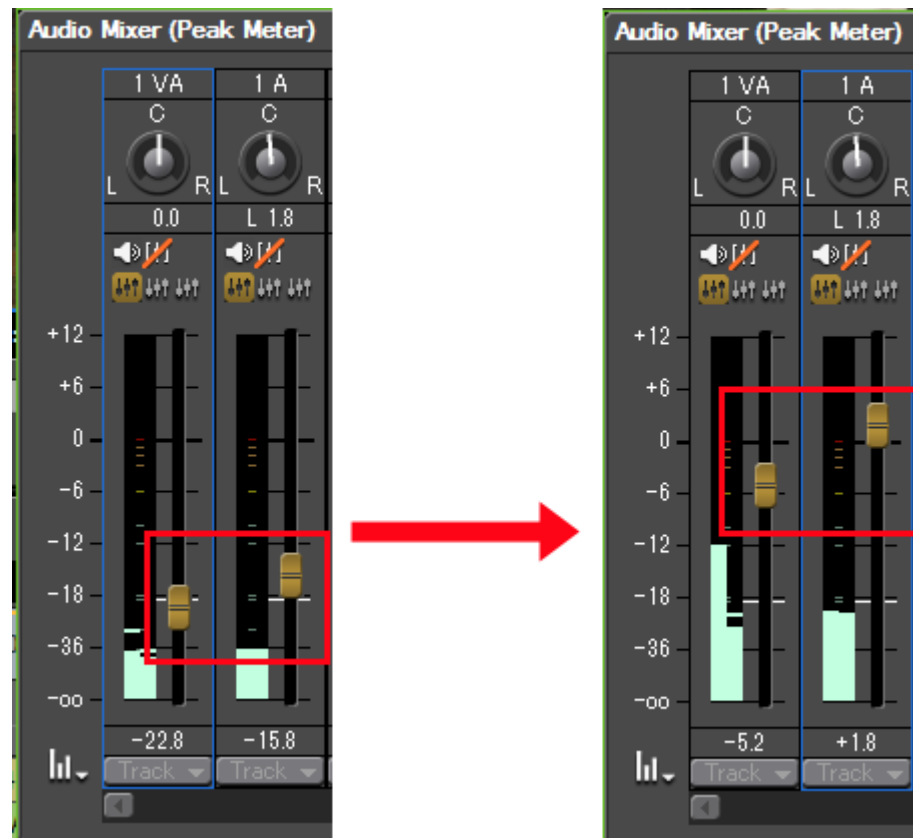 Audio Mixer (Peak Meter)
1 VA 1 A
C C
L R L R
0.0 L 1.8
+12
+6
0
-6
-12
-18
-36
-oo
-22.8 -15.8
Track Track
Audio Mixer (Peak Meter)
1 VA 1 A
C C
L R L R
0.0 L 1.8
+12
+6
0
-6
-12
-18
-36
-oo
-5.2 +1.8
Track Track